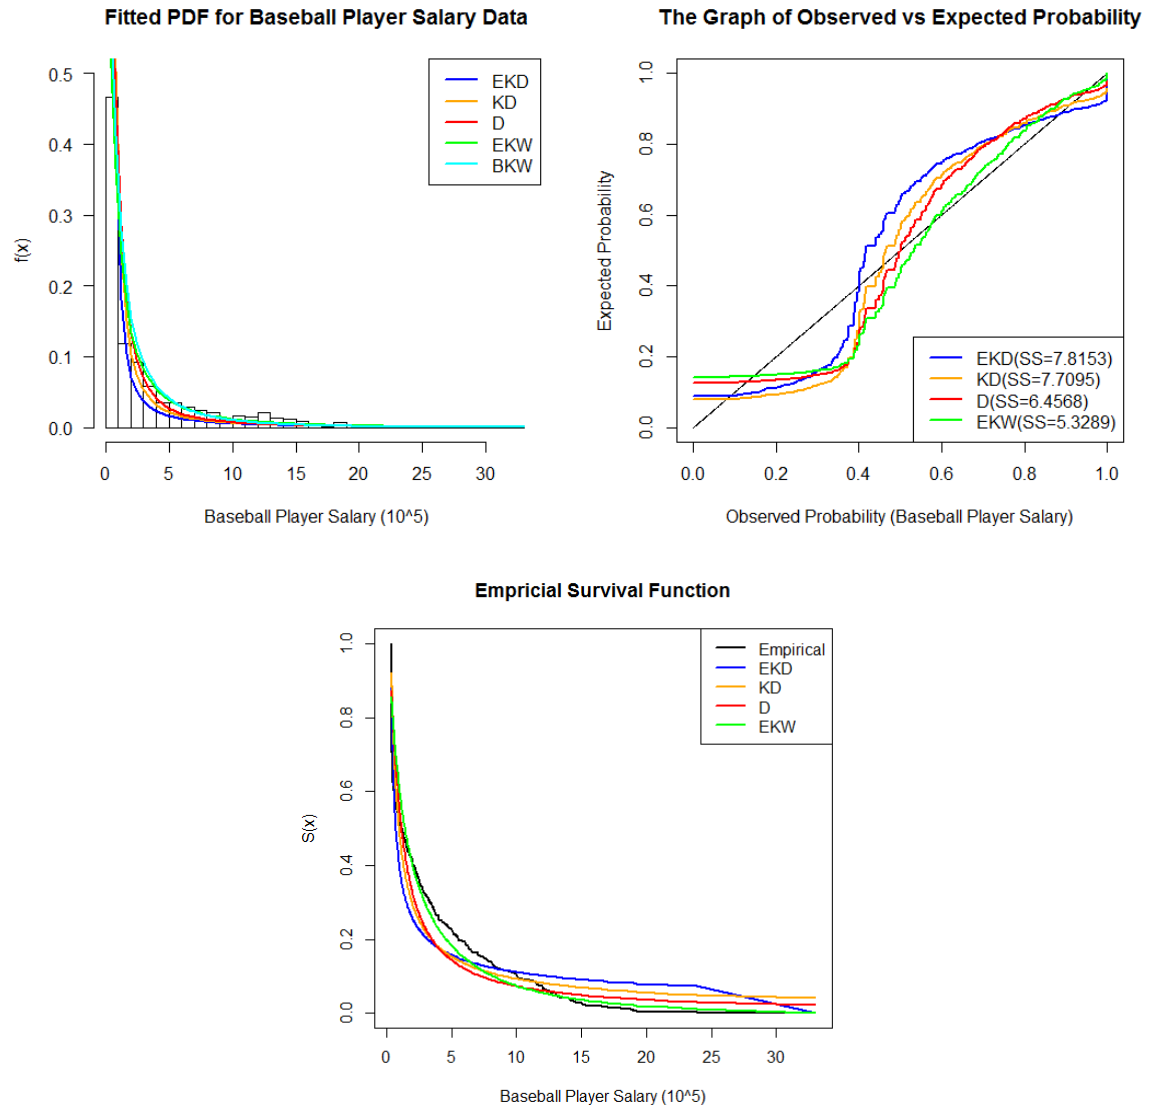 Fitted PDF for Baseball Player Salary Data
f(x)
0.5
0.4
0.3
0.2
0.1
0.0
EKD
KD
D
EKW
BKW
0 5 10 15 20 25 30
Baseball Player Salary (10^5)
The Graph of Observed vs Expected Probability
Expected Probability
1.0
0.8
0.6
0.4
0.2
0.0
EKD(SS=7.8153)
KD(SS=7.7095)
D(SS=6.4568)
EKW(SS=5.3289)
0.0 0.2 0.4 0.6 0.8 1.0
Observed Probability (Baseball Player Salary)
Empricial Survival Function
S(x)
1.0
0.8
0.6
0.4
0.2
0.0
Empirical
EKD
KD
D
EKW
0 5 10 15 20 25 30
Baseball Player Salary (10^5)